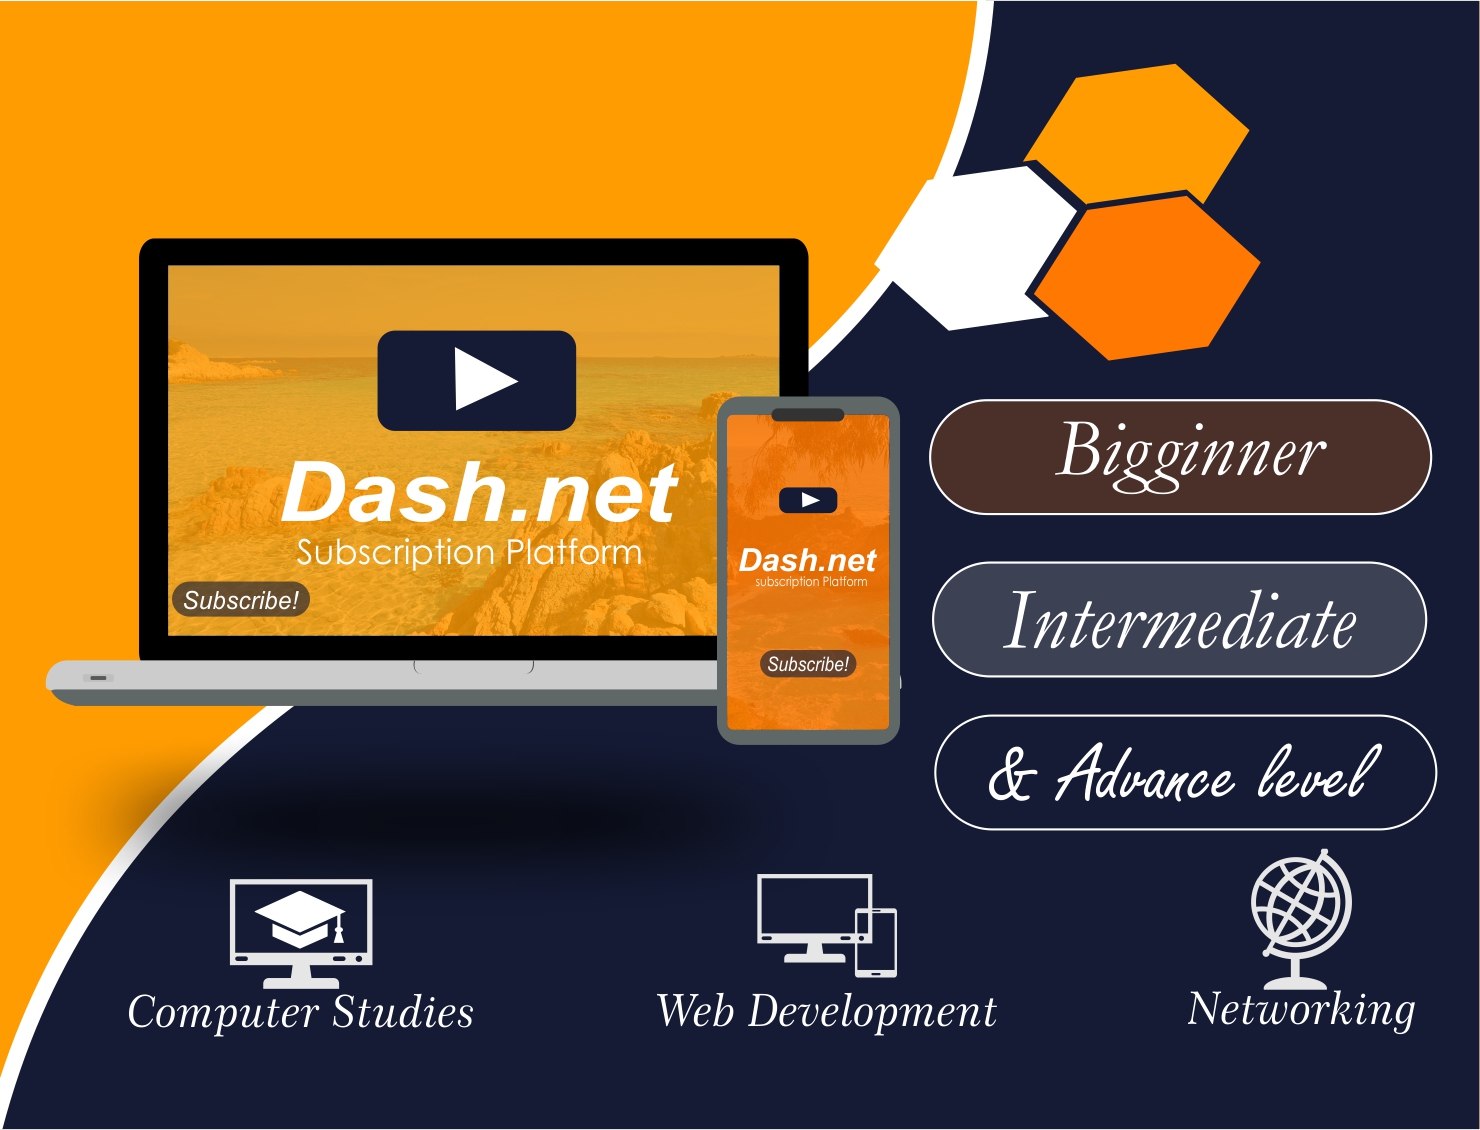 Dash.net
Subscription Platform
Subscribe!
Dash.net
subscription Platform
Subscribe!
Bigginner
Intermediate
& Advance level
Computer Studies
Web Development
Networking